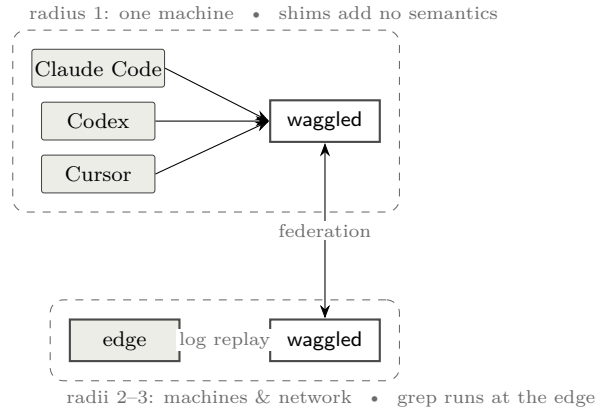 radius 1: one machine • shims add no semantics
Claude Code
Codex
waggled
Cursor
federation
edge
log replay
waggled
radii 2–3: machines & network • grep runs at the edge